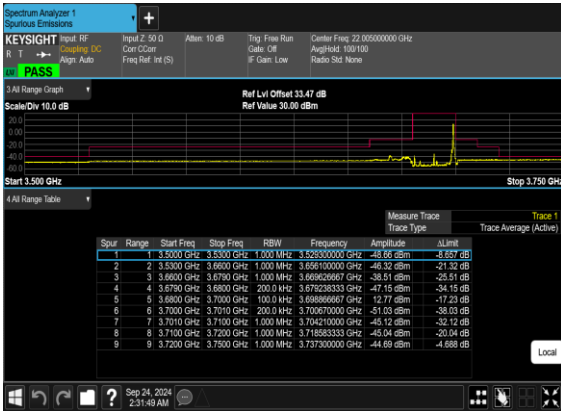 Spectrum Analyzer 1
Spurious Emissions
+
KEYSIGHT Input: RF Input Z: 50 Ω Atten: 10 dB Trig: Free Run Center Freq: 22.005000000 GHz
R T Coupling: DC Corr CCorr Gate: Off Avg|Hold: 100/100
Align: Auto Freq Ref: Int (S) IF Gain: Low Radio Std: None
LW PASS
3 All Range Graph
Ref Lvl Offset 33.47 dB
Scale/Div 10.0 dB Ref Value 30.00 dBm
20.0
0.00
-20.0
-40.0
-60.0
Start 3.500 GHz Stop 3.750 GHz
4 All Range Table
Measure Trace Trace 1
Trace Type Trace Average (Active)
Spur Range Start Freq Stop Freq RBW Frequency Amplitude ΔLimit
1 1 3.5000 GHz 3.5300 GHz 1.000 MHz 3.529300000 GHz -48.66 dBm -8.657 dB
2 2 3.5300 GHz 3.6600 GHz 1.000 MHz 3.656100000 GHz -46.32 dBm -21.32 dB
3 3 3.6600 GHz 3.6790 GHz 1.000 MHz 3.669626667 GHz -38.51 dBm -25.51 dB
4 4 3.6790 GHz 3.6800 GHz 200.0 kHz 3.679238333 GHz -47.15 dBm -34.15 dB
5 5 3.6800 GHz 3.7000 GHz 100.0 kHz 3.698866667 GHz 12.77 dBm -17.23 dB
6 6 3.7000 GHz 3.7010 GHz 200.0 kHz 3.700670000 GHz -51.03 dBm -38.03 dB
7 7 3.7010 GHz 3.7100 GHz 1.000 MHz 3.704210000 GHz -45.12 dBm -32.12 dB
8 8 3.7100 GHz 3.7200 GHz 1.000 MHz 3.718583333 GHz -45.04 dBm -20.04 dB
9 9 3.7200 GHz 3.7500 GHz 1.000 MHz 3.737300000 GHz -44.69 dBm -4.688 dB
Local
? Sep 24, 2024
2:31:49 AM